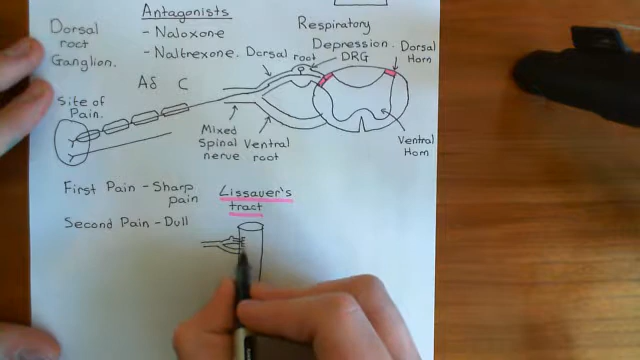 Antagonists
- Naloxone
- Naltrexone.
Respiratory
Depression.
Dorsal
root
Ganglion.
Dorsal root
DRG
Dorsal
Horn
Aδ C
Site of
Pain.
Mixed
Spinal
nerve
Ventral
root
Ventral
Horn
First Pain - Sharp
pain
Second Pain - Dull
Lissauer's
tract